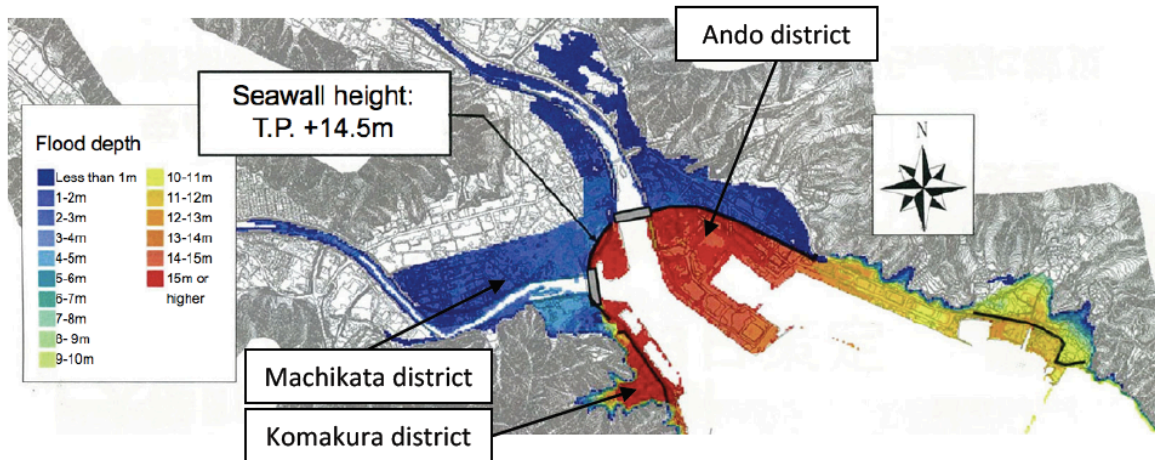 Ando district
Seawall height:
T.P. +14.5m
N
Flood depth
Less than 1m
1-2m
2-3m
3-4m
4-5m
5-6m
6-7m
7-8m
8- 9m
9-10m
10-11m
11-12m
12-13m
13-14m
14-15m
15m or
higher
Machikata district
Komakura district